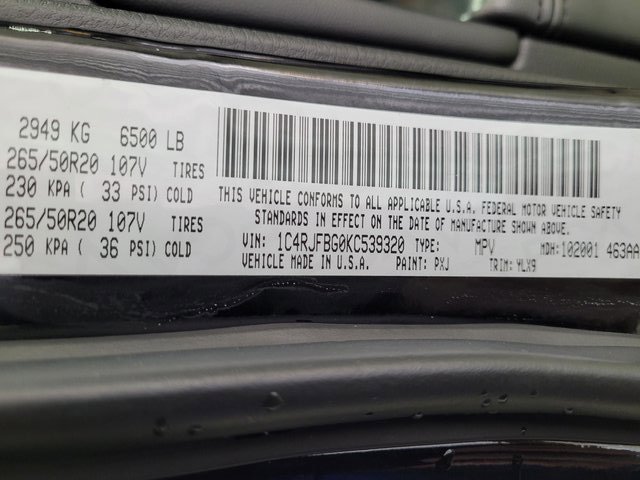 2949 KG 6500 LB
265/50R20 107V TIRES
230 KPA ( 33 PSI) COLD
265/50R20 107V TIRES
250 KPA ( 36 PSI) COLD
THIS VEHICLE CONFORMS TO ALL APPLICABLE U.S.A. FEDERAL MOTOR VEHICLE SAFETY
STANDARDS IN EFFECT ON THE DATE OF MANUFACTURE SHOWN ABOVE.
VIN: 1C4RJFBG0KC539320 TYPE: MPV MDH:102001 463AA
VEHICLE MADE IN U.S.A. PAINT: PXJ TRIM: YLX9